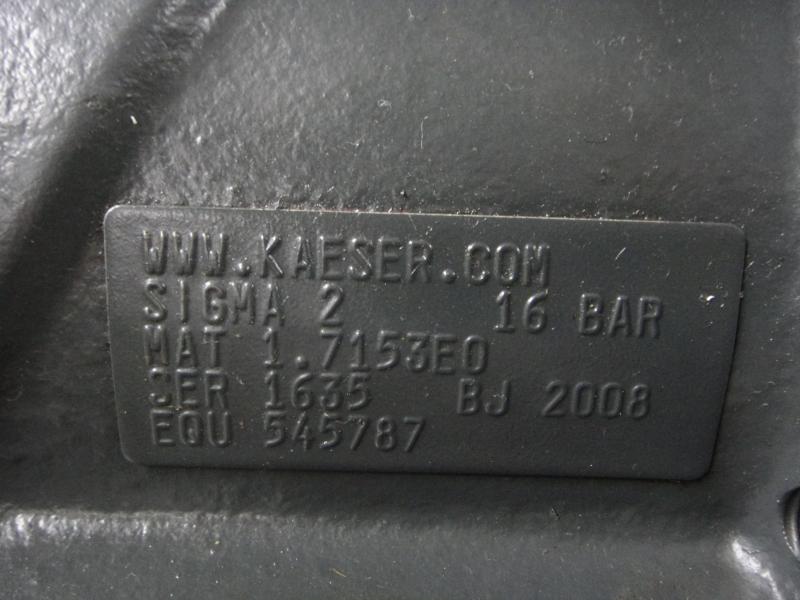 WWW.KAESER.COM
SIGMA 2 16 BAR
MAT 1.7153E0
SER 1635 BJ 2008
EQU 545787